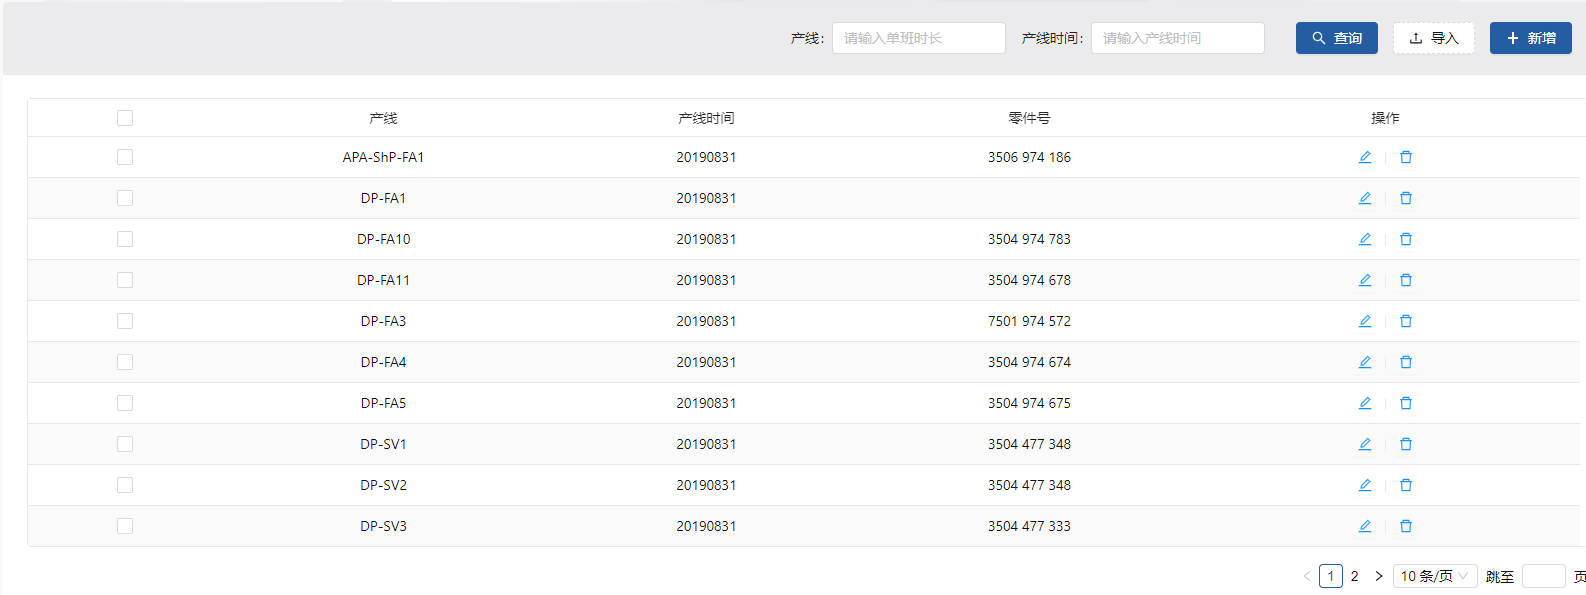 产线: 请输入单班时长 产线时间: 请输入产线时间 查询 导入 新增
产线 产线时间 零件号 操作
APA-ShP-FA1 20190831 3506 974 186
DP-FA1 20190831
DP-FA10 20190831 3504 974 783
DP-FA11 20190831 3504 974 678
DP-FA3 20190831 7501 974 572
DP-FA4 20190831 3504 974 674
DP-FA5 20190831 3504 974 675
DP-SV1 20190831 3504 477 348
DP-SV2 20190831 3504 477 348
DP-SV3 20190831 3504 477 333
1 2 10 条/页 跳至 页